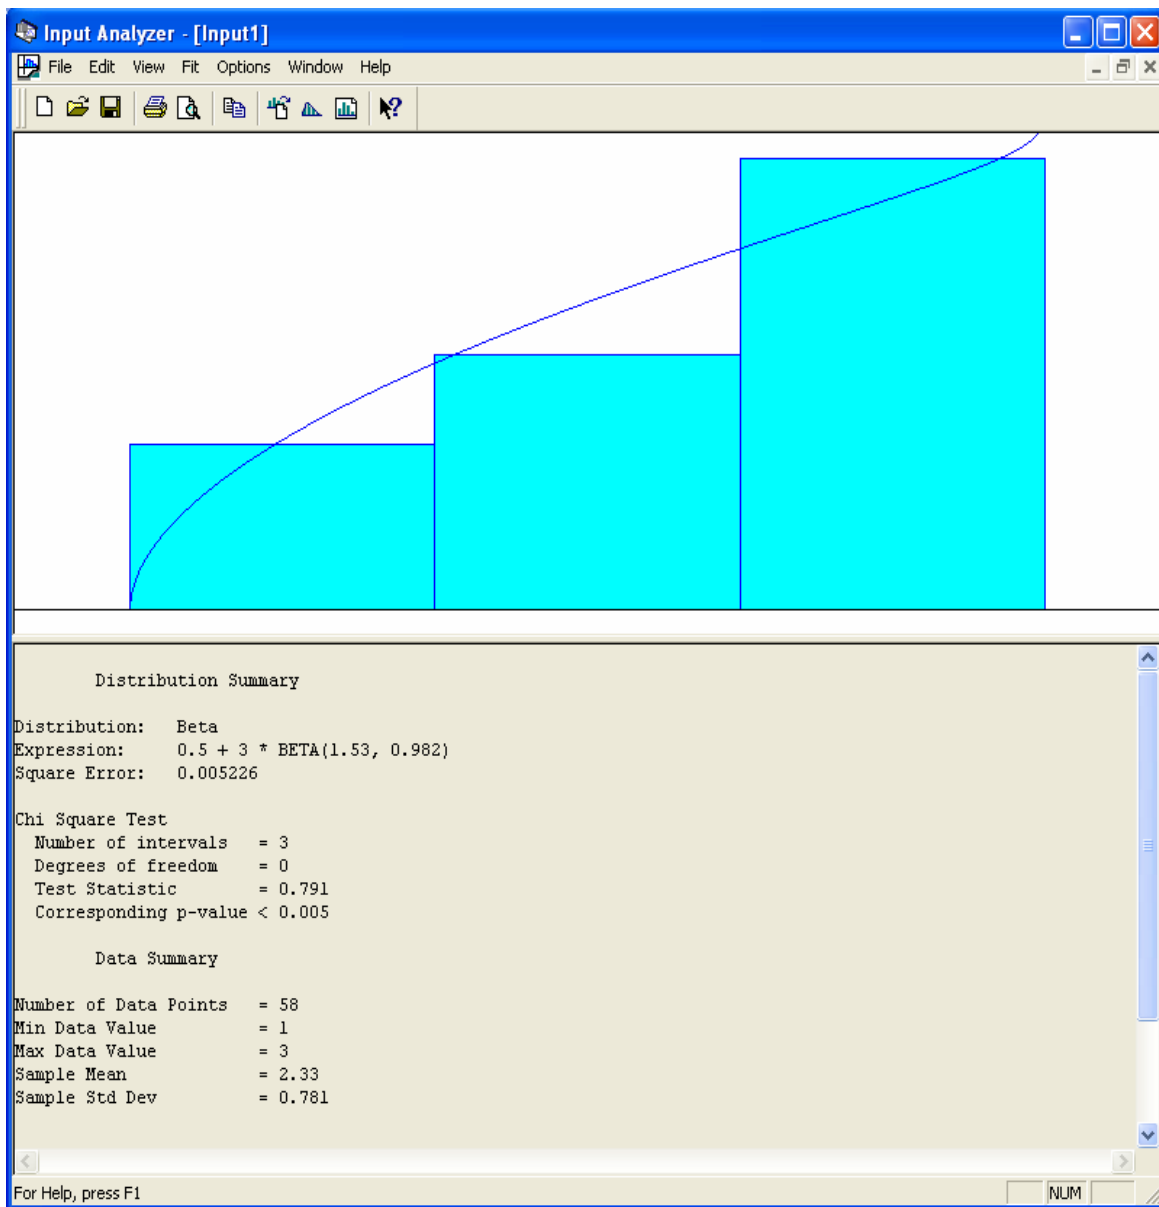 Input Analyzer - [Input1]
File Edit View Fit Options Window Help
Distribution Summary
Distribution: Beta
Expression: 0.5 + 3 * BETA(1.53, 0.982)
Square Error: 0.005226
Chi Square Test
Number of intervals = 3
Degrees of freedom = 0
Test Statistic = 0.791
Corresponding p-value < 0.005
Data Summary
Number of Data Points = 58
Min Data Value = 1
Max Data Value = 3
Sample Mean = 2.33
Sample Std Dev = 0.781
For Help, press F1 NUM